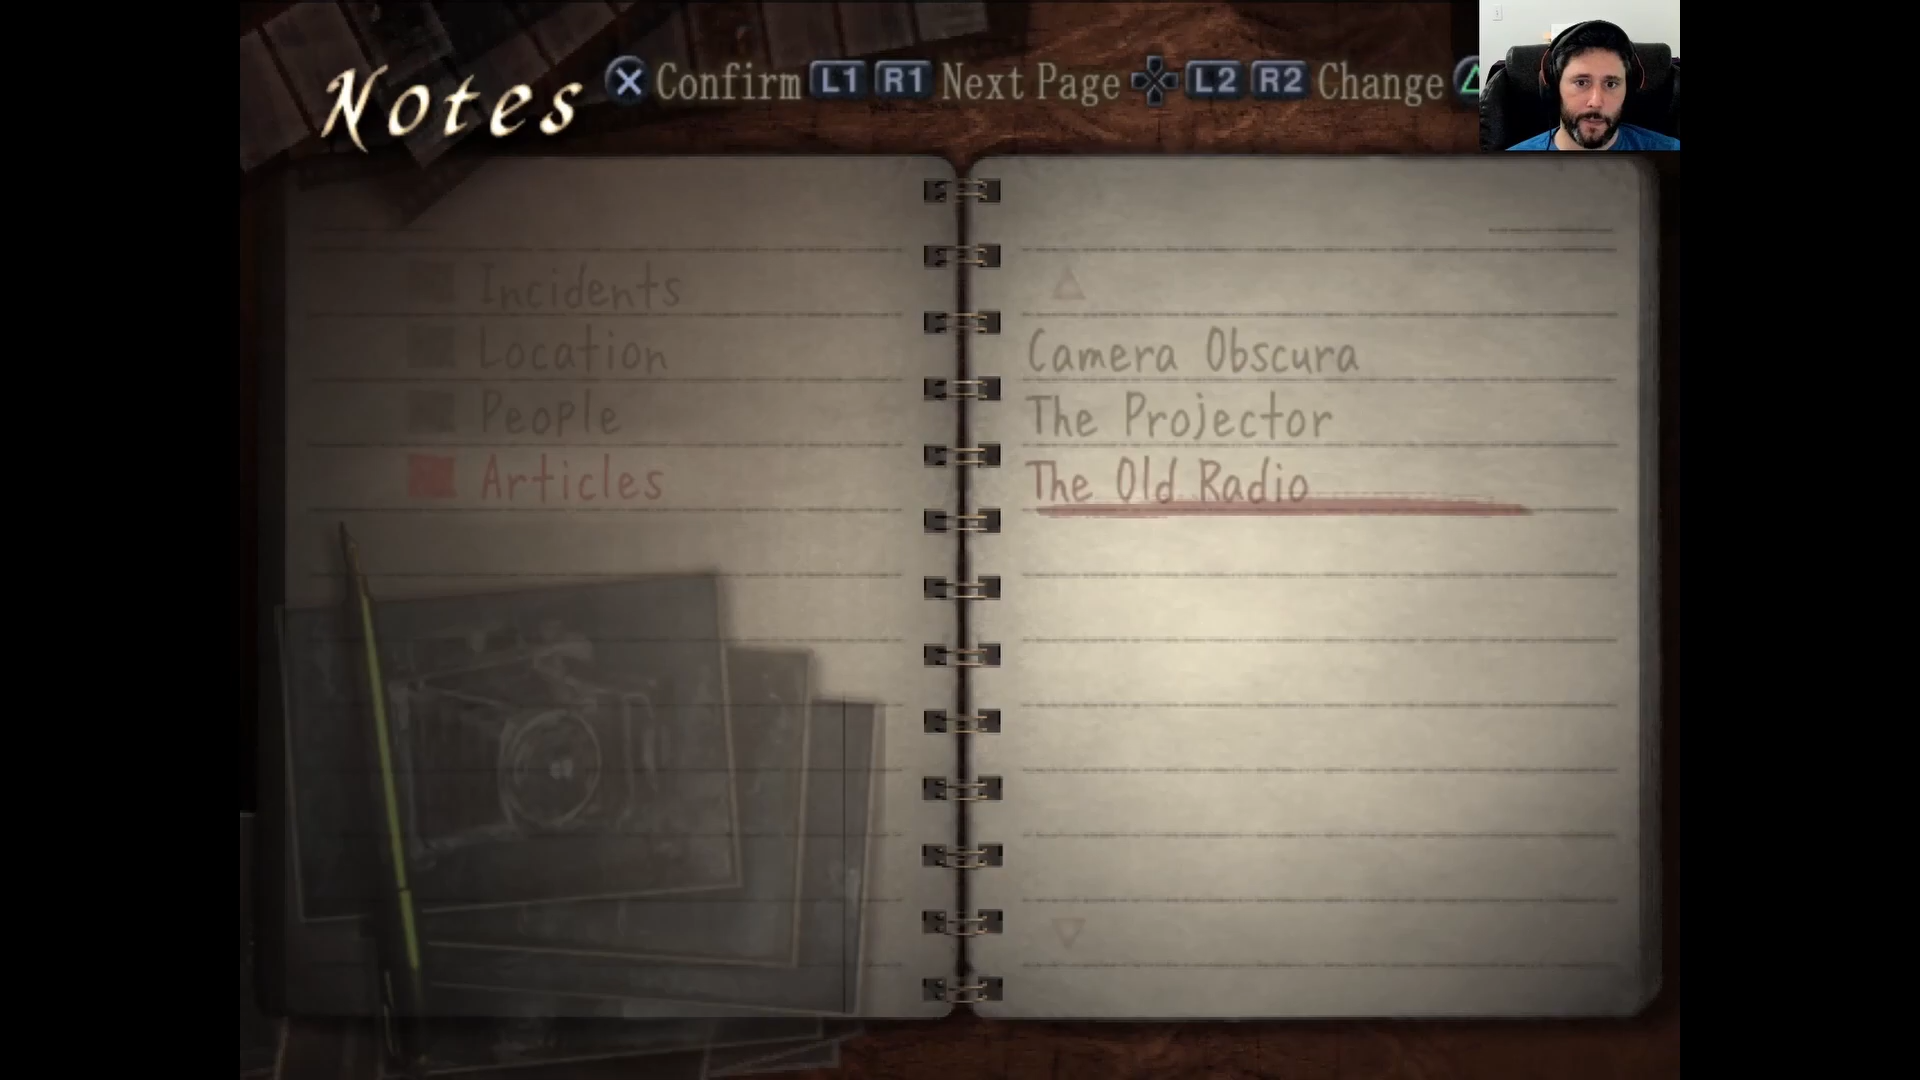 Notes
Confirm L1 R1 Next Page L2 R2 Change
Incidents
Location
People
Articles
Camera Obscura
The Projector
The Old Radio